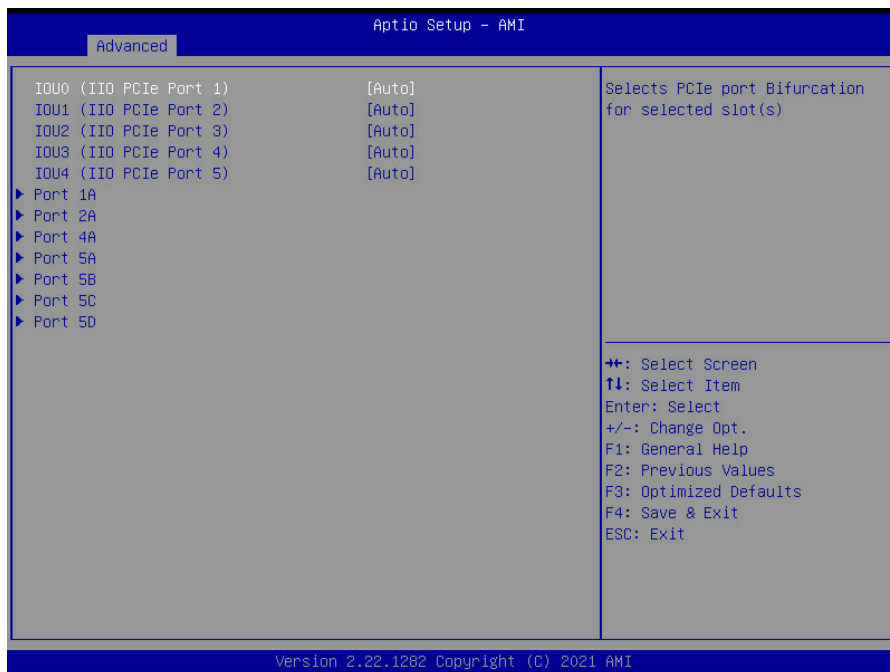 Aptio Setup – AMI
Advanced
IOU0 (IIO PCIe Port 1) [Auto]
IOU1 (IIO PCIe Port 2) [Auto]
IOU2 (IIO PCIe Port 3) [Auto]
IOU3 (IIO PCIe Port 4) [Auto]
IOU4 (IIO PCIe Port 5) [Auto]
▶ Port 1A
▶ Port 2A
▶ Port 4A
▶ Port 5A
▶ Port 5B
▶ Port 5C
▶ Port 5D
Selects PCIe port Bifurcation
for selected slot(s)
→←: Select Screen
↑↓: Select Item
Enter: Select
+/-: Change Opt.
F1: General Help
F2: Previous Values
F3: Optimized Defaults
F4: Save & Exit
ESC: Exit
Version 2.22.1282 Copyright (C) 2021 AMI